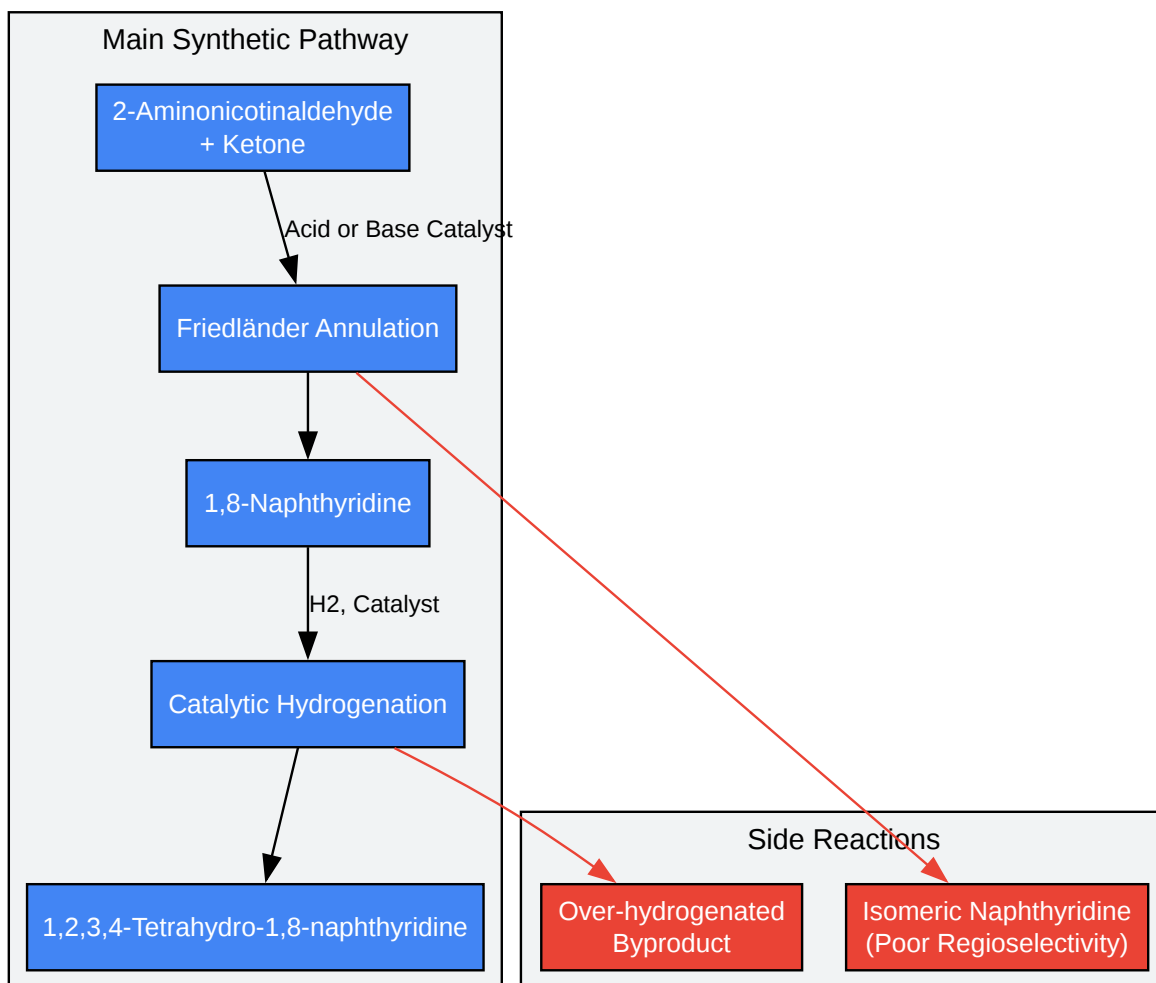 Main Synthetic Pathway
2-Aminonicotinaldehyde
+ Ketone
Acid or Base Catalyst
Friedländer Annulation
1,8-Naphthyridine
H2, Catalyst
Catalytic Hydrogenation
1,2,3,4-Tetrahydro-1,8-naphthyridine
Side Reactions
Over-hydrogenated
Byproduct
Isomeric Naphthyridine
(Poor Regioselectivity)